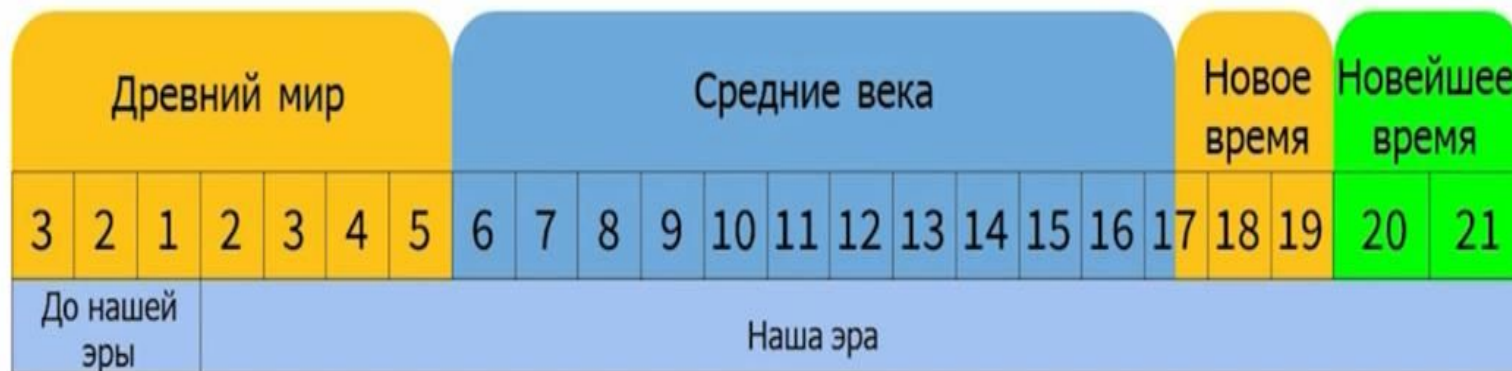 Древний мир
Средние века
Новое
время
Новейшее
время
3 2 1 2 3 4 5 6 7 8 9 10 11 12 13 14 15 16 17 18 19 20 21
До нашей
эры
Наша эра